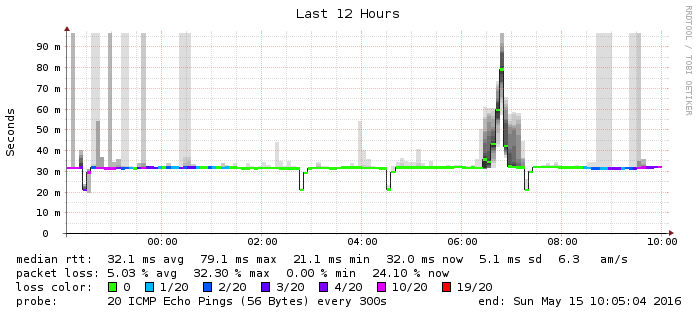 Last 12 Hours
RRDTOOL / TOBI OETIKER
Seconds
90 m
80 m
70 m
60 m
50 m
40 m
30 m
20 m
10 m
0
00:00 02:00 04:00 06:00 08:00 10:00
median rtt: 32.1 ms avg 79.1 ms max 21.1 ms min 32.0 ms now 5.1 ms sd 6.3 am/s
packet loss: 5.03 % avg 32.30 % max 0.00 % min 24.10 % now
loss color: 0 1/20 2/20 3/20 4/20 10/20 19/20
probe: 20 ICMP Echo Pings (56 Bytes) every 300s end: Sun May 15 10:05:04 2016